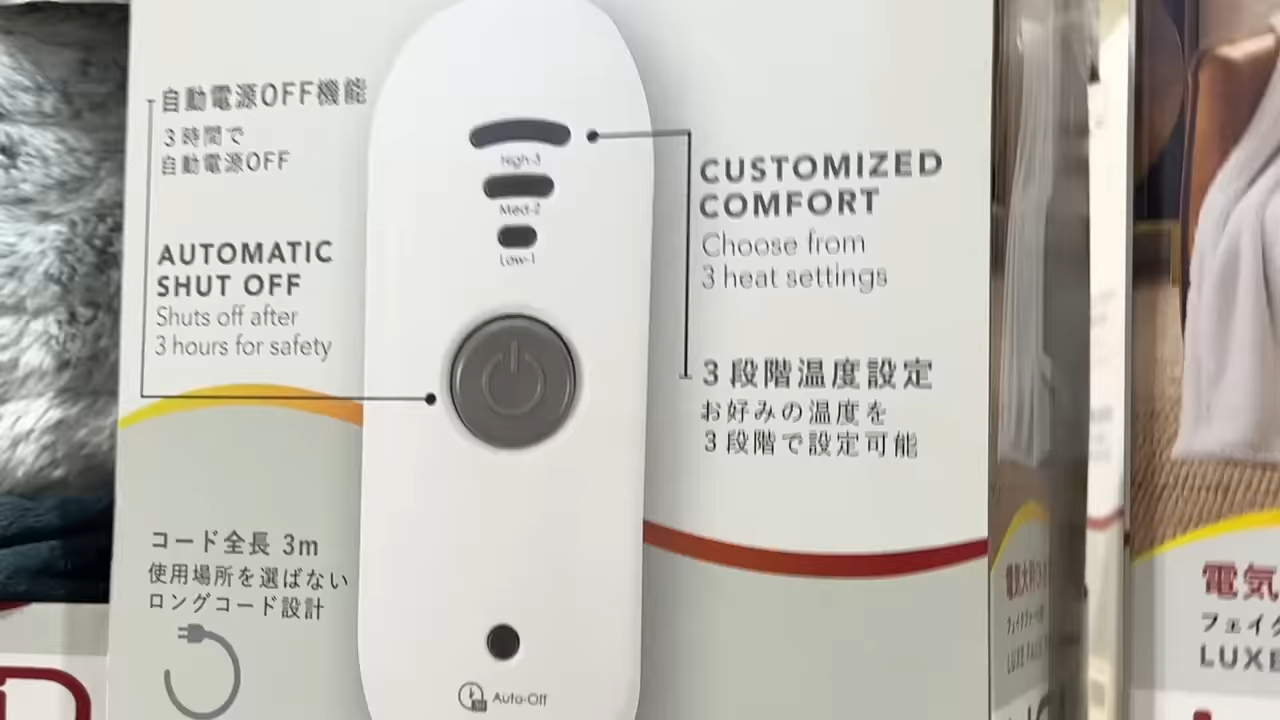 自動電源OFF機能
3時間で
自動電源OFF
AUTOMATIC
SHUT OFF
Shuts off after
3 hours for safety
コード全長 3m
使用場所を選ばない
ロングコード設計
High-3
Med-2
Low-1
Auto-Off
CUSTOMIZED
COMFORT
Choose from
3 heat settings
3段階温度設定
お好みの温度を
3段階で設定可能
電気
フェイク
LUXE